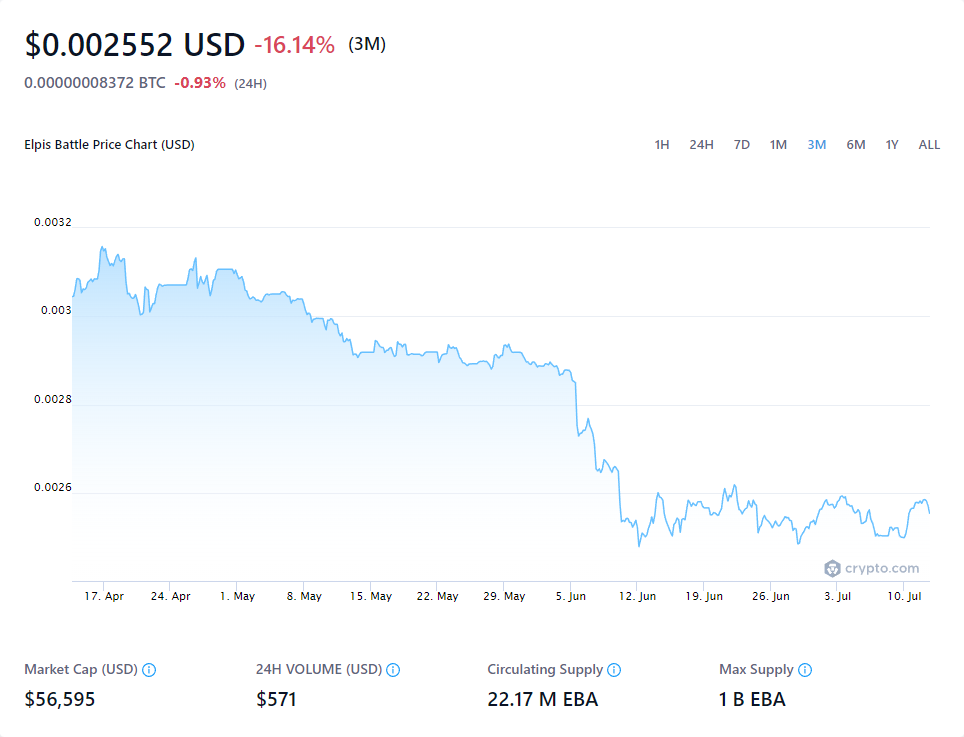 $0.002552 USD -16.14% (3M)
0.00000008372 BTC -0.93% (24H)
Elpis Battle Price Chart (USD) 1H 24H 7D 1M 3M 6M 1Y ALL
0.0032
0.003
0.0028
0.0026
crypto.com
17. Apr 24. Apr 1. May 8. May 15. May 22. May 29. May 5. Jun 12. Jun 19. Jun 26. Jun 3. Jul 10. Jul
Market Cap (USD) 24H VOLUME (USD) Circulating Supply Max Supply
$56,595 $571 22.17 M EBA 1 B EBA